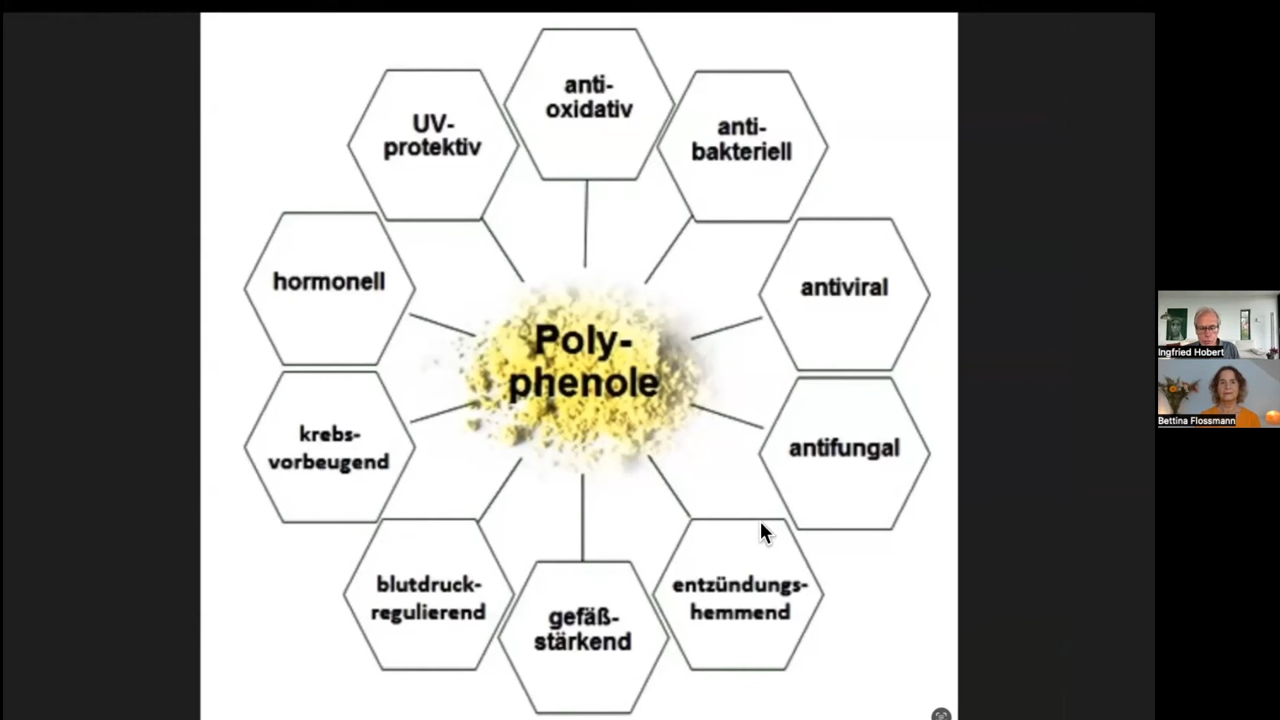 anti-
oxidativ
UV-
protektiv
anti-
bakteriell
hormonell
antiviral
Poly-
phenole
krebs-
vorbeugend
antifungal
blutdruck-
regulierend
gefäß-
stärkend
entzündungs-
hemmend
Ingfried Hobert
Bettina Flossmann